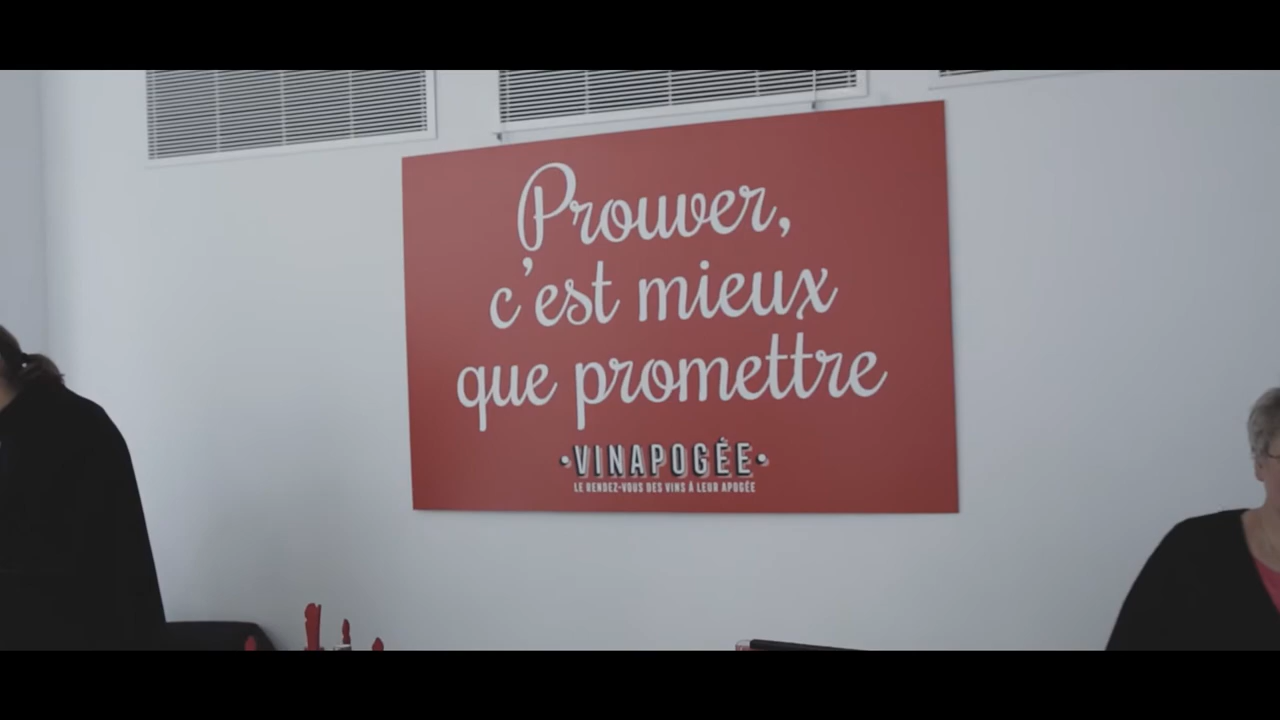 Prouver,
c'est mieux
que promettre
•VINAPOGÉE•
LE RENDEZ-VOUS DES VINS À LEUR APOGÉE